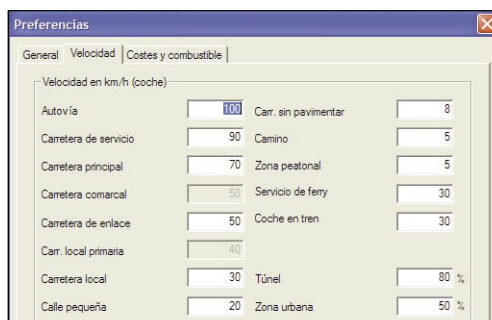 Preferencias
General Velocidad Costes y combustible
Velocidad en km/h (coche)
Autovía 100 Carr. sin pavimentar 8
Carretera de servicio 90 Camino 5
Carretera principal 70 Zona peatonal 5
Carretera comarcal 50 Servicio de ferry 30
Carretera de enlace 50 Coche en tren 30
Carr. local primaria 40
Carretera local 30 Túnel 80 %
Calle pequeña 20 Zona urbana 50 %